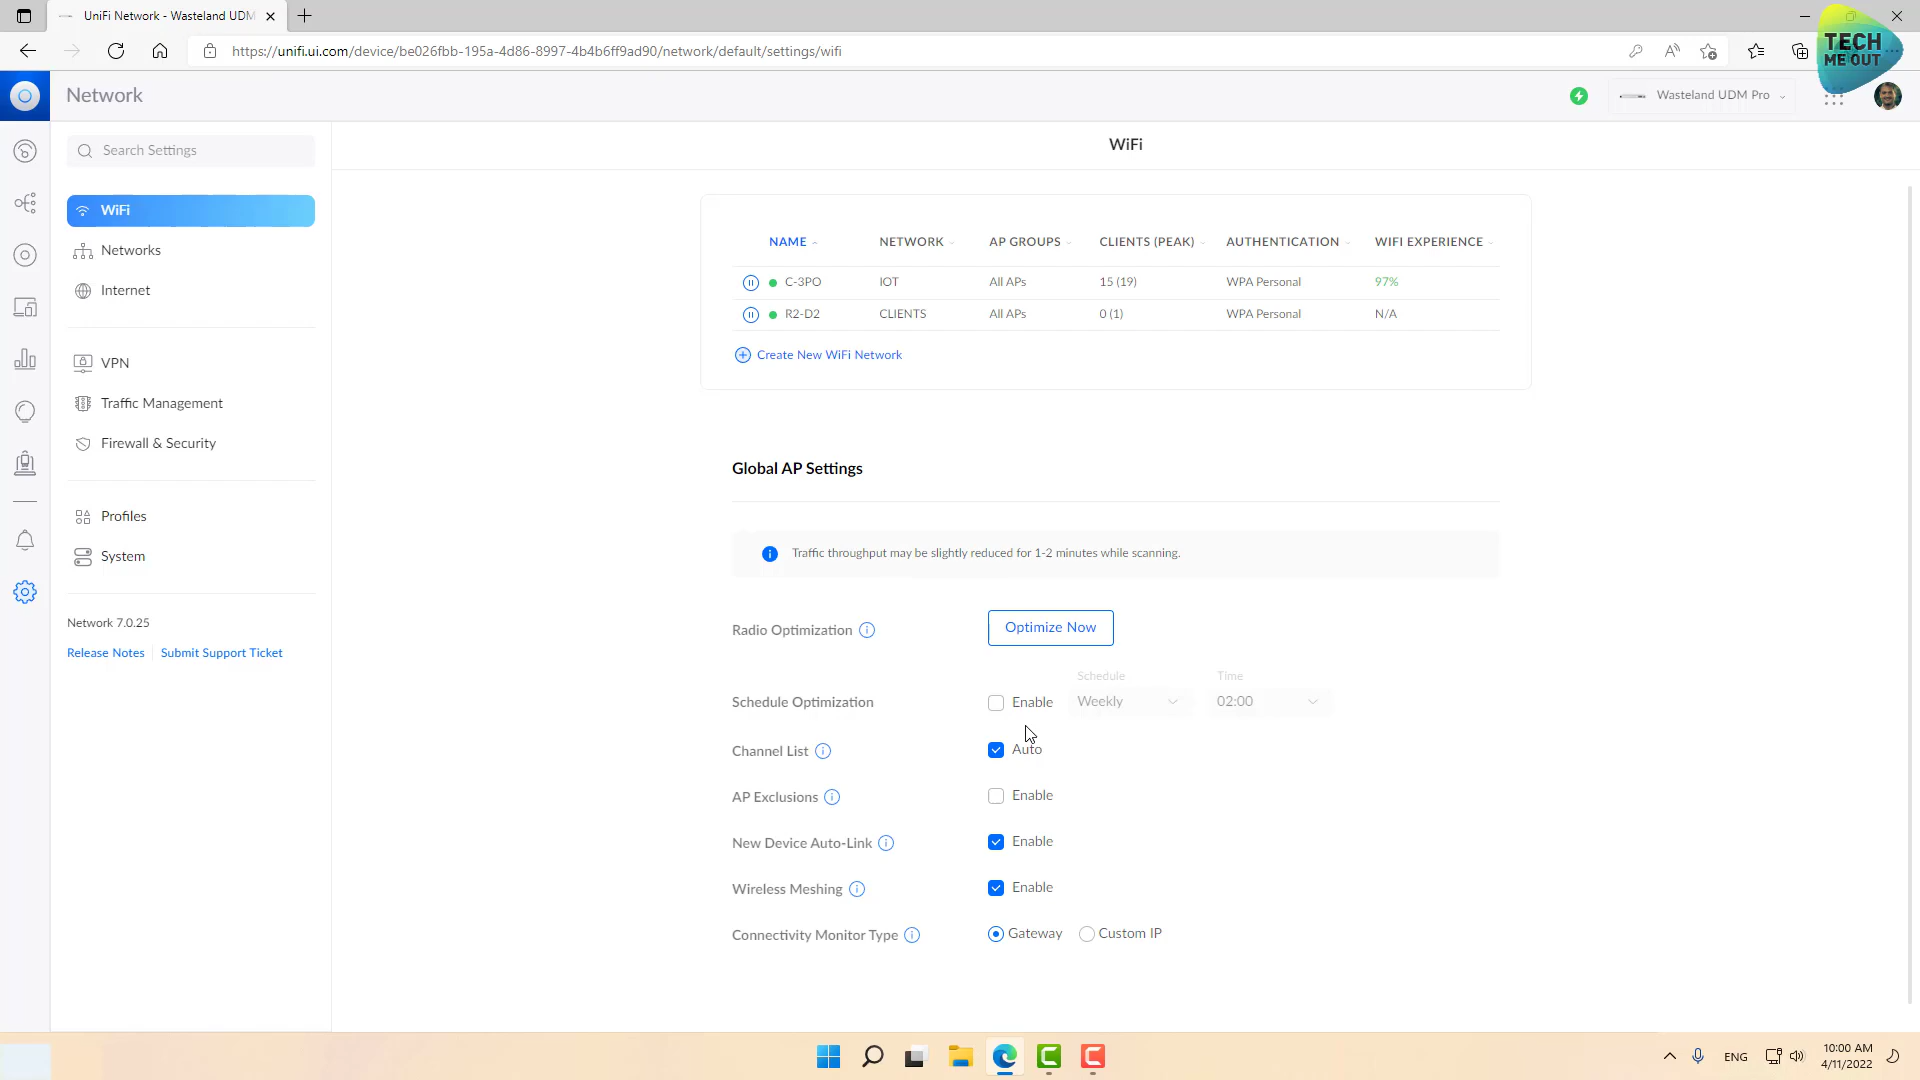 UniFi Network - Wasteland UDM
https://unifi.ui.com/device/be026fbb-195a-4d86-8997-4b4b6ff9ad90/network/default/settings/wifi
TECH
ME OUT
Network
Wasteland UDM Pro
Search Settings
WiFi
Networks
Internet
VPN
Traffic Management
Firewall & Security
Profiles
System
Network 7.0.25
Release Notes Submit Support Ticket
WiFi
NAME NETWORK AP GROUPS CLIENTS (PEAK) AUTHENTICATION WIFI EXPERIENCE
C-3PO IOT All APs 15 (19) WPA Personal 97%
R2-D2 CLIENTS All APs 0 (1) WPA Personal N/A
Create New WiFi Network
Global AP Settings
Traffic throughput may be slightly reduced for 1-2 minutes while scanning.
Radio Optimization Optimize Now
Schedule Time
Schedule Optimization Enable Weekly 02:00
Channel List Auto
AP Exclusions Enable
New Device Auto-Link Enable
Wireless Meshing Enable
Connectivity Monitor Type Gateway Custom IP
ENG
10:00 AM
4/11/2022